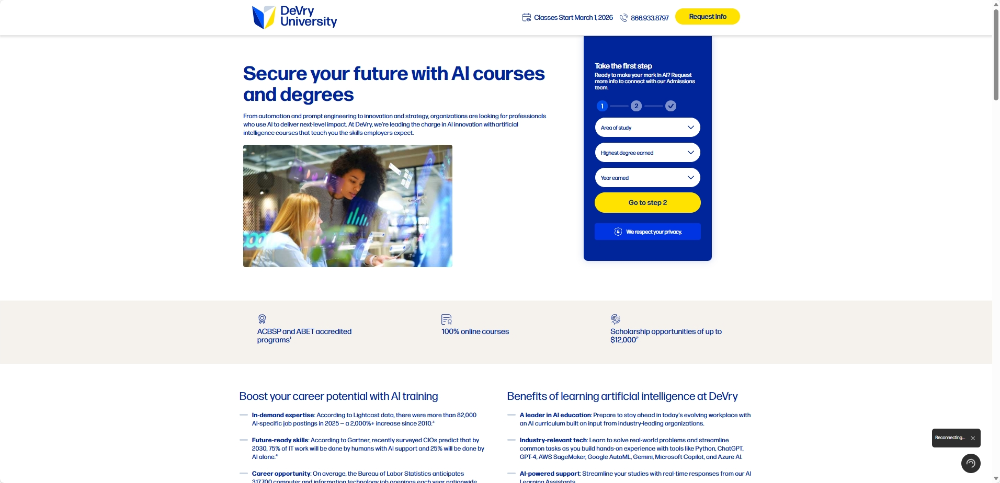 DeVry
University
Classes Start March 1, 2026
866.933.8797
Request Info
Secure your future with AI courses
and degrees
From automation and prompt engineering to innovation and strategy, organizations are looking for professionals
who use AI to deliver next-level impact. At DeVry, we're leading the charge in AI innovation with artificial
intelligence courses that teach you the skills employers expect.
Take the first step
Ready to make your mark in AI? Request
more info to connect with our Admissions
team.
1
2
Area of study
Highest degree earned
Year earned
Go to step 2
We respect your privacy.
ACBSP and ABET accredited
programs¹
100% online courses
Scholarship opportunities of up to
$12,000²
Boost your career potential with AI training
In-demand expertise: According to Lightcast data, there were more than 82,000
AI-specific job postings in 2025 — a 2,000%+ increase since 2010.³
Future-ready skills: According to Gartner, recently surveyed CIOs predict that by
2030, 75% of IT work will be done by humans with AI support and 25% will be done by
AI alone.⁴
Career opportunity: On average, the Bureau of Labor Statistics anticipates
317,700 computer and information technology job openings each year nationwide
Benefits of learning artificial intelligence at DeVry
A leader in AI education: Prepare to stay ahead in today's evolving workplace with
an AI curriculum built on input from industry-leading organizations.
Industry-relevant tech: Learn to solve real-world problems and streamline
common tasks as you build hands-on experience with tools like Python, ChatGPT,
GPT-4, AWS SageMaker, Google AutoML, Gemini, Microsoft Copilot, and Azure AI.
AI-powered support: Streamline your studies with real-time responses from our AI
Learning Assistants.
Reconnecting...